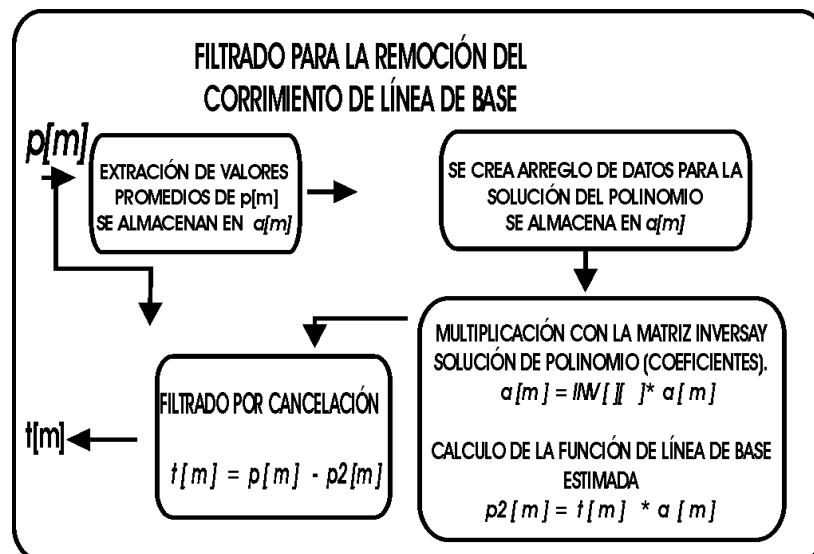 FILTRADO PARA LA REMOCIÓN DEL
CORRIMIENTO DE LÍNEA DE BASE
p[m]
EXTRACIÓN DE VALORES
PROMEDIOS DE p[m]
SE ALMACENAN EN a[m]
SE CREA ARREGLO DE DATOS PARA LA
SOLUCIÓN DEL POLINOMIO
SE ALMACENA EN a[m]
MULTIPLICACIÓN CON LA MATRIZ INVERSAY
SOLUCIÓN DE POLINOMIO (COEFICIENTES).
a [m] = INV[ ][ ]* a[ m]
CALCULO DE LA FUNCIÓN DE LÍNEA DE BASE
ESTIMADA
p2[m] = t[m] * a [m]
FILTRADO POR CANCELACIÓN
t[m] = p[m] - p2[m]
t[m]